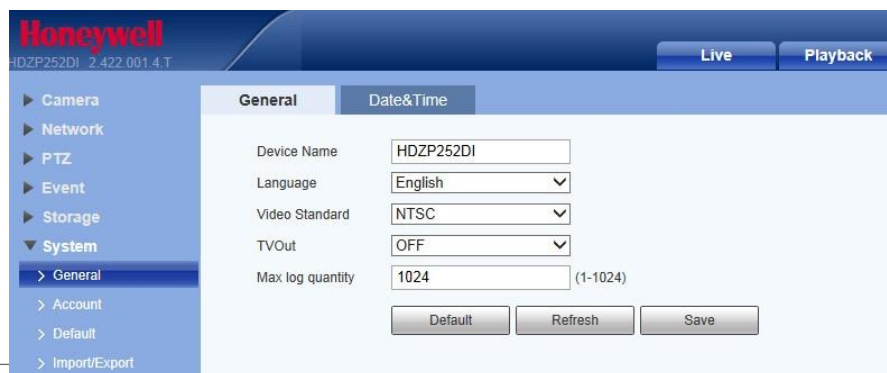 Honeywell
HDZP252DI 2.422.001.4.T
Live
Playback
Camera
Network
PTZ
Event
Storage
System
> General
> Account
> Default
> Import/Export
General
Date&Time
Device Name HDZP252DI
Language English
Video Standard NTSC
TVOut OFF
Max log quantity 1024 (1-1024)
Default Refresh Save